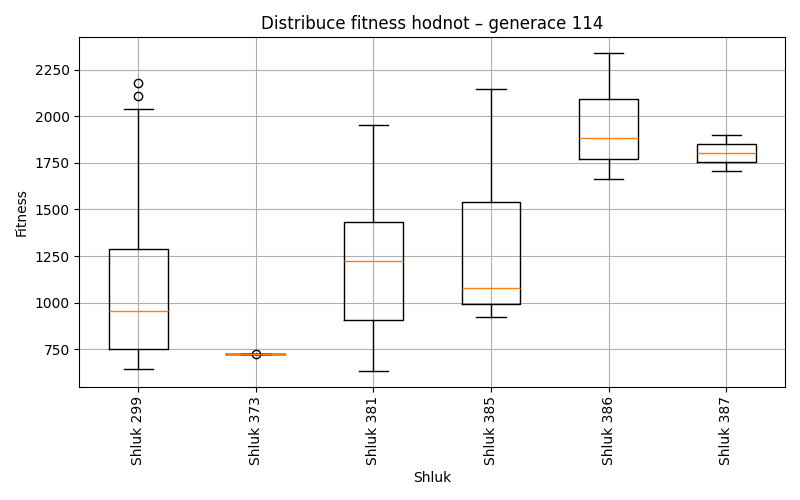 Distribuce fitness hodnot – generace 114
Fitness
2250
2000
1750
1500
1250
1000
750
Shluk 299
Shluk 373
Shluk 381
Shluk 385
Shluk 386
Shluk 387
Shluk